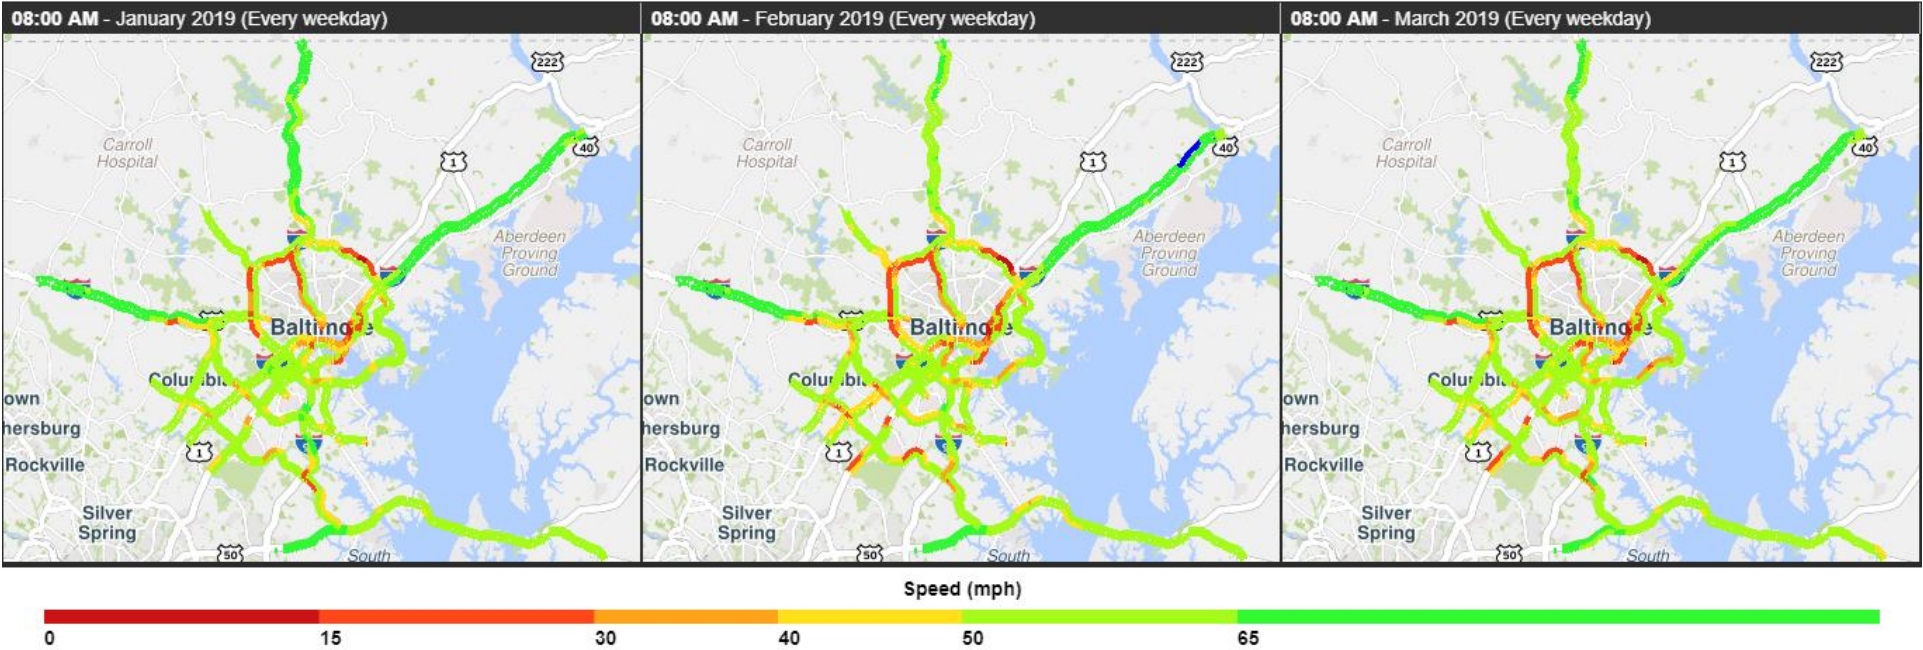 08:00 AM - January 2019 (Every weekday)
222
Carroll
Hospital
1
40
Aberdeen
Proving
Ground
Baltimore
Columbia
own
hersburg
1
Rockville
Silver
Spring
50
South
08:00 AM - February 2019 (Every weekday)
222
Carroll
Hospital
1
40
Aberdeen
Proving
Ground
Baltimore
Columbia
own
hersburg
1
Rockville
Silver
Spring
50
South
08:00 AM - March 2019 (Every weekday)
222
Carroll
Hospital
1
40
Aberdeen
Proving
Ground
Baltimore
Columbia
own
hersburg
1
Rockville
Silver
Spring
50
South
Speed (mph)
0 15 30 40 50 65